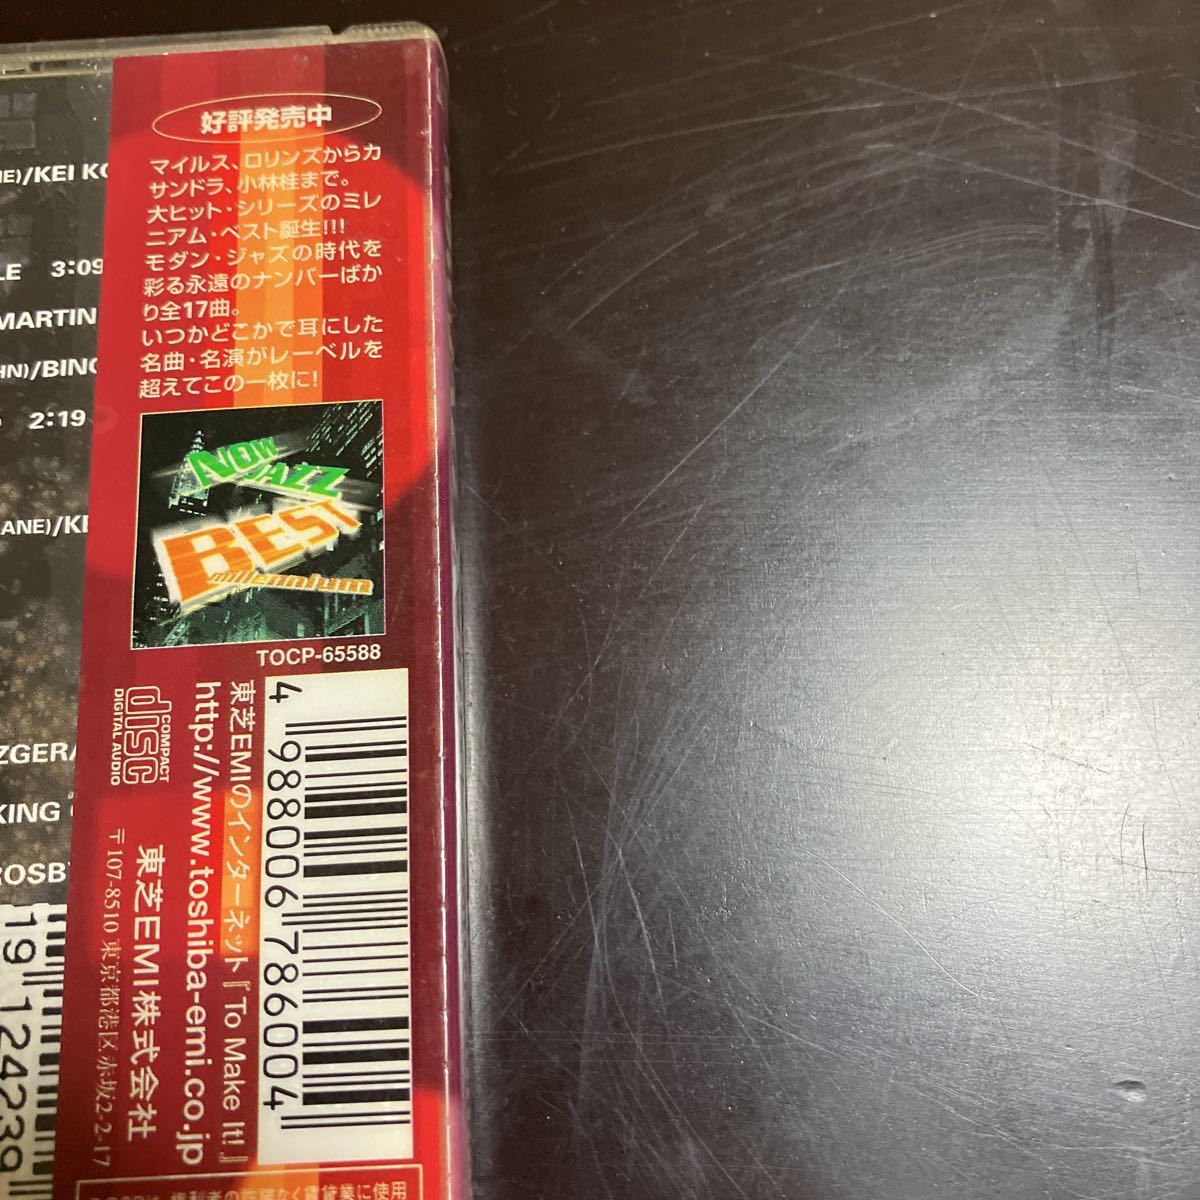 好評発売中
マイルス、ロリンズからカ
サンドラ、小林桂まで。
大ヒット・シリーズのミレ
ニアム・ベスト誕生!!!
モダン・ジャズの時代を
彩る永遠のナンバーばか
り全17曲。
いつかどこかで耳にした
名曲・名演がレーベルを
超えてこの一枚に!
NOW
JAZZ
BEST
millennium
TOCP-65588
4 988006 786004
東芝EMIのインターネット『To Make It!』
http://www.toshiba-emi.co.jp
COMPACT
disc
DIGITAL AUDIO
東芝EMI株式会社
〒107-8510 東京都港区赤坂2-2-17
/KEI
3:09
MARTIN
2:19
KING
19 124239